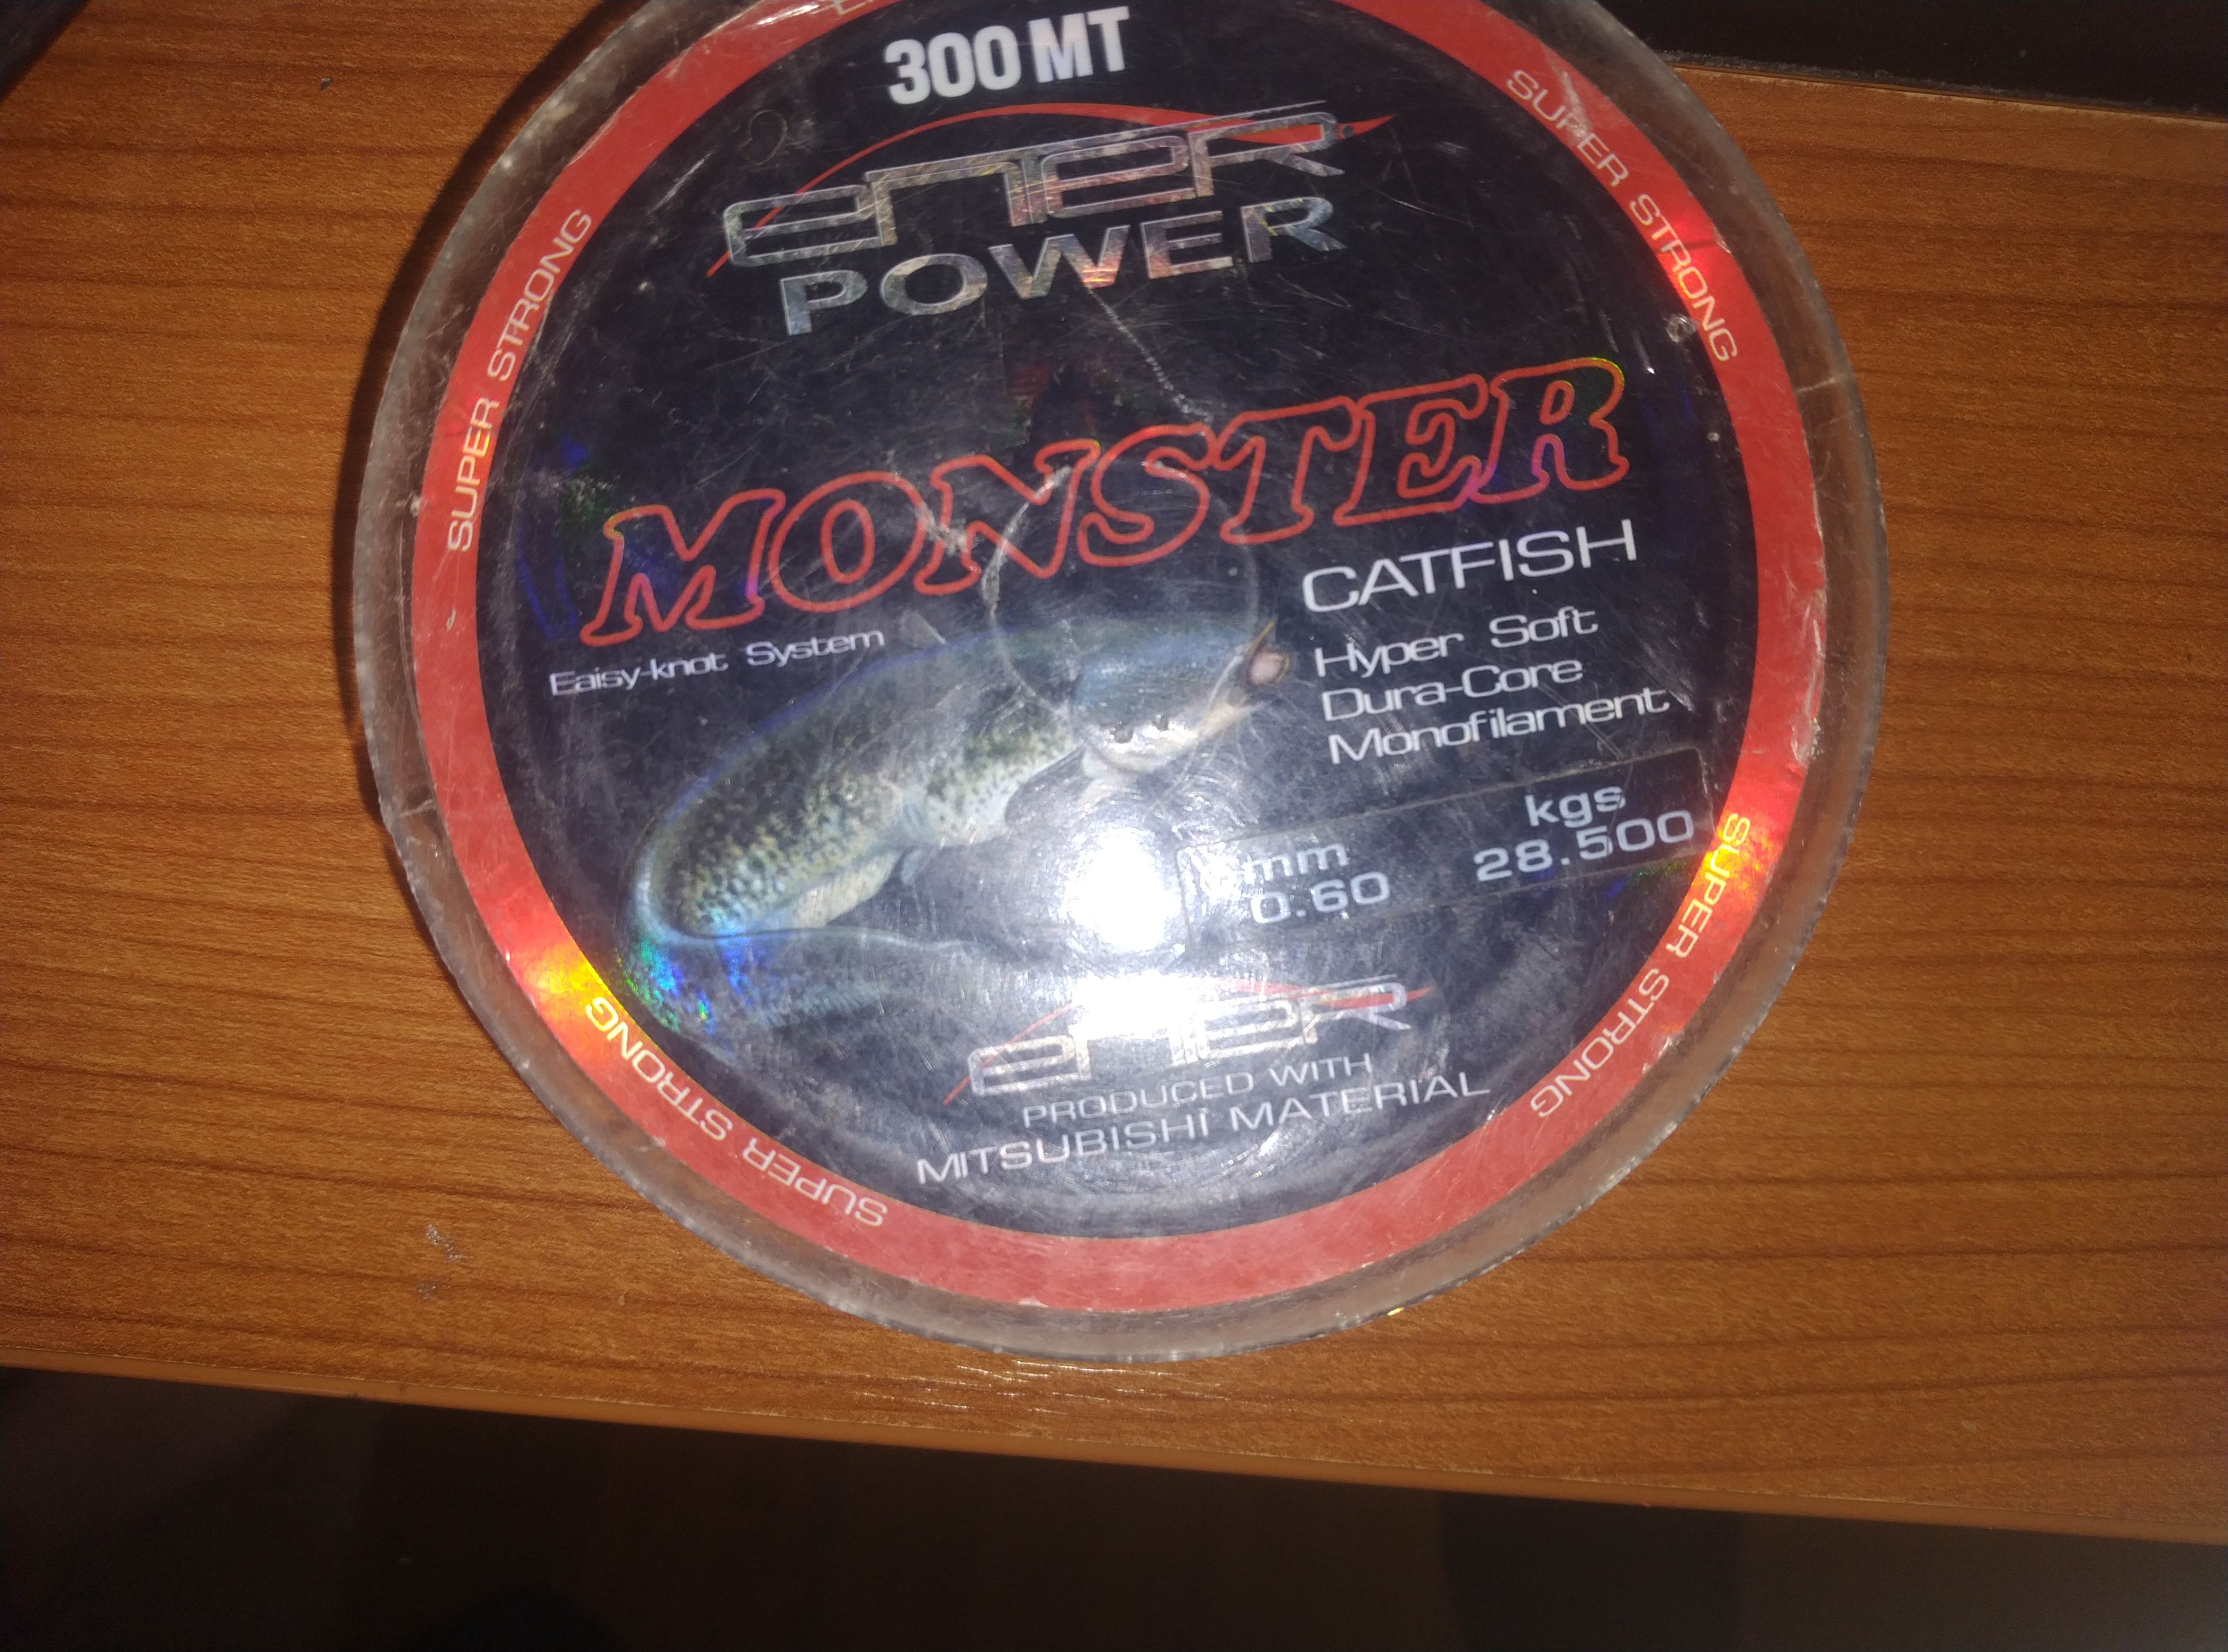 300 MT
eNTER
POWER
MONSTER
CATFISH
Eaisy-knot System
Hyper Soft
Dura-Core
Monofilament
mm kgs
0.60 28.500
eNTER
PRODUCED WITH
MITSUBISHI MATERIAL
SUPER STRONG
SUPER STRONG
SUPER STRONG
SUPER STRONG